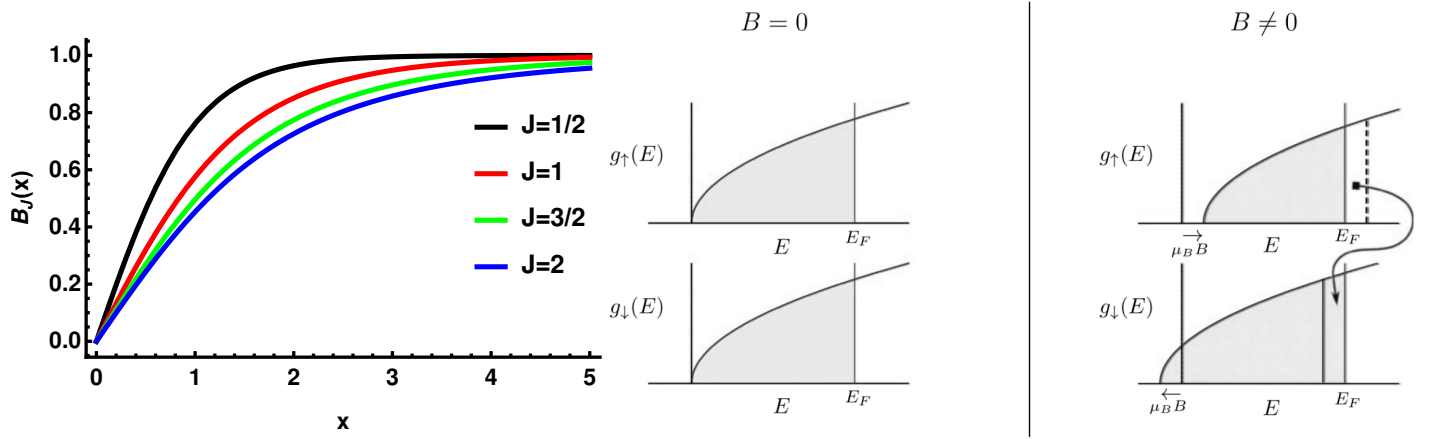 B_J(x)
1.0
0.8
0.6
0.4
0.2
0.0
0
1
2
3
4
5
x
J=1/2
J=1
J=3/2
J=2
B = 0
g↑(E)
E
E_F
g↓(E)
E
E_F
B ≠ 0
g↑(E)
→
μ_B B
E
E_F
g↓(E)
←
μ_B B
E
E_F